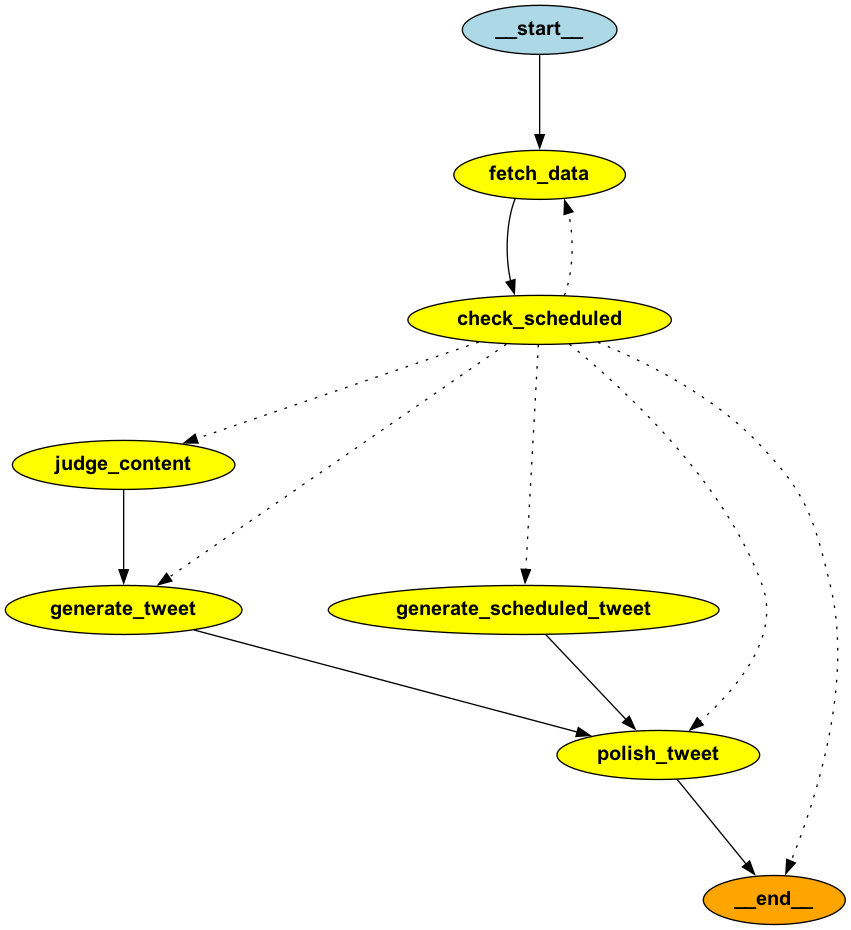 __start__
fetch_data
check_scheduled
judge_content
generate_tweet
generate_scheduled_tweet
polish_tweet
__end__